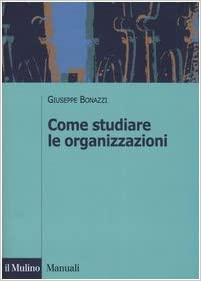 GIUSEPPE BONAZZI
Come studiare
le organizzazioni
il Mulino Manuali